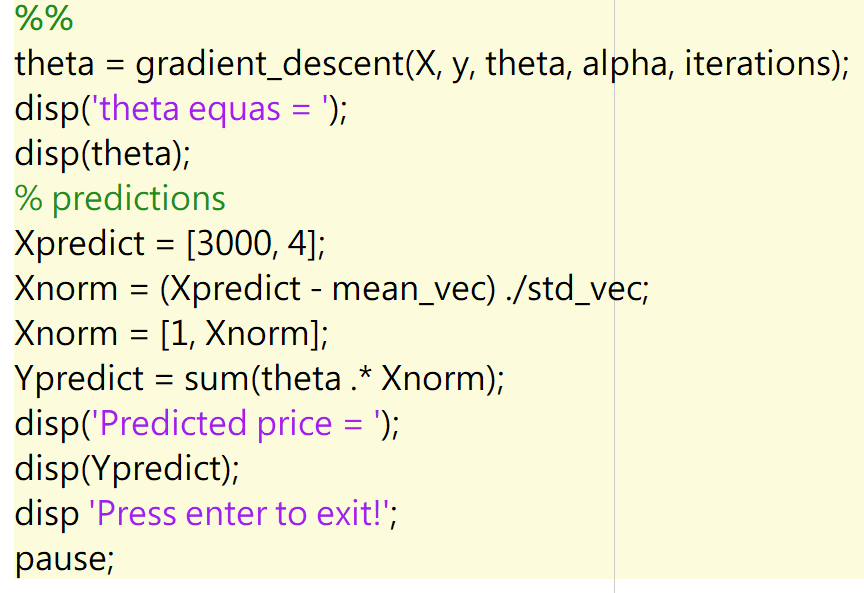 %%
theta = gradient_descent(X, y, theta, alpha, iterations);
disp('theta equas = ');
disp(theta);
% predictions
Xpredict = [3000, 4];
Xnorm = (Xpredict - mean_vec) ./std_vec;
Xnorm = [1, Xnorm];
Ypredict = sum(theta .* Xnorm);
disp('Predicted price = ');
disp(Ypredict);
disp 'Press enter to exit!';
pause;